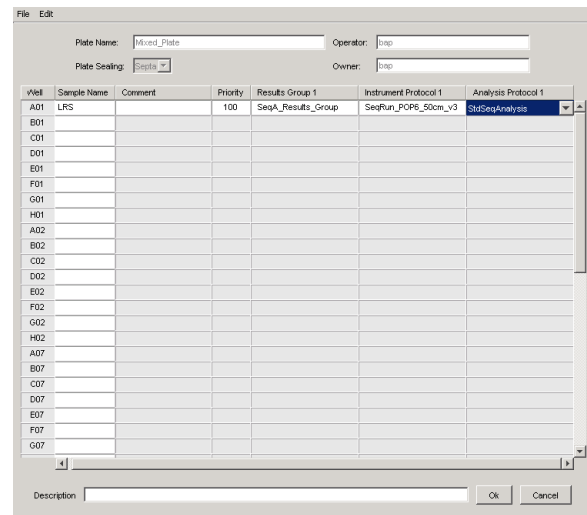 File Edit
Plate Name: Mixed_Plate Operator: bap
Plate Sealing: Septa Owner: bap
Well Sample Name Comment Priority Results Group 1 Instrument Protocol 1 Analysis Protocol 1
A01 LRS 100 SeqA_Results_Group SeqRun_POP6_50cm_v3 StdSeqAnalysis
B01
C01
D01
E01
F01
G01
H01
A02
B02
C02
D02
E02
F02
G02
H02
A07
B07
C07
D07
E07
F07
G07
Description Ok Cancel